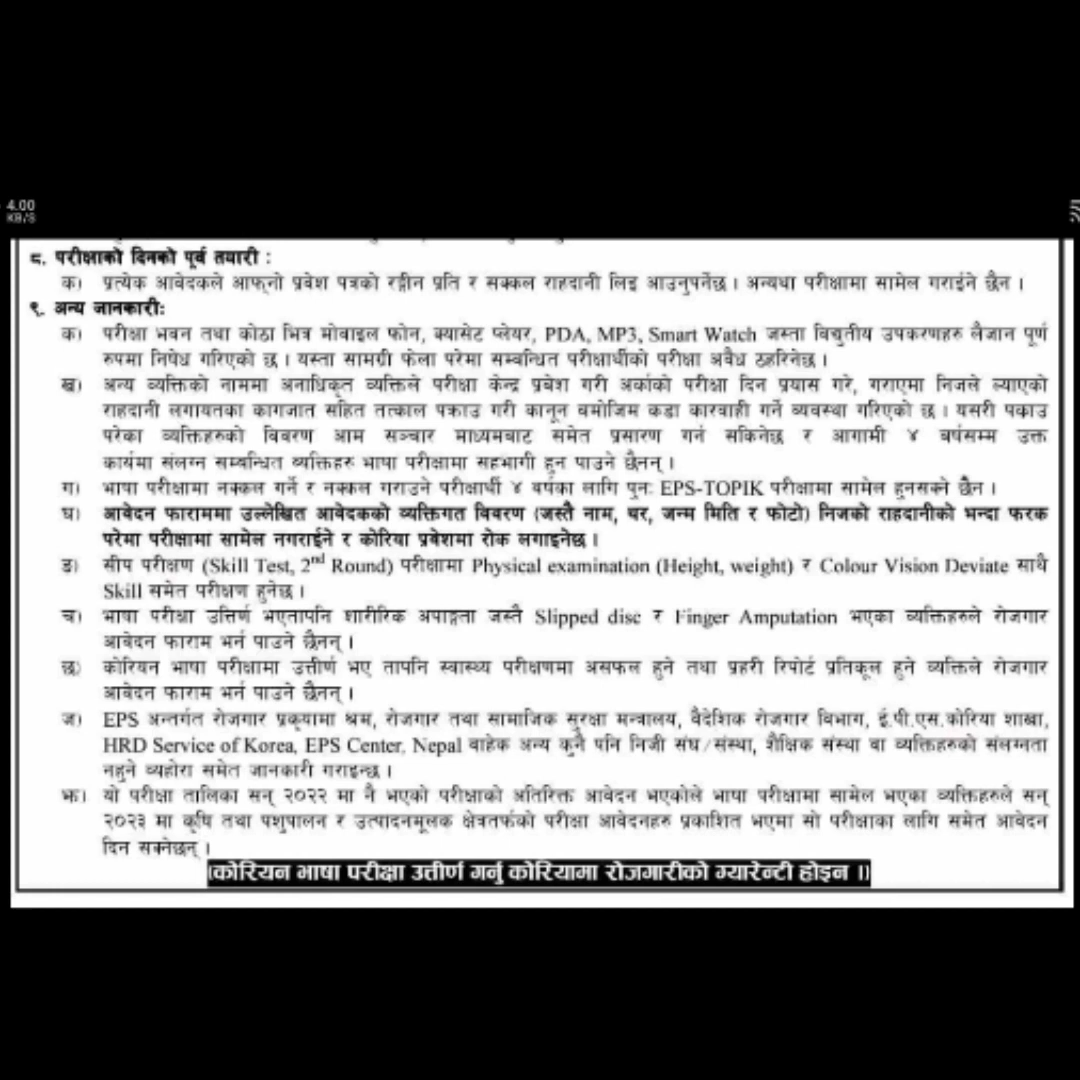 4.00
KB/S
८. परीक्षाको दिनको पूर्व तयारी :
क) प्रत्येक आवेदकले आफ्नो प्रवेश पत्रको रङ्गीन प्रति र सक्कल राहदानी लिइ आउनुपर्नेछ । अन्यथा परीक्षामा सामेल गराईने छैन ।
९. अन्य जानकारी:
क) परीक्षा भवन तथा कोठा भित्र मोबाइल फोन, क्यासेट प्लेयर, PDA, MP3, Smart Watch जस्ता विद्युतीय उपकरणहरु लैजान पूर्ण
रुपमा निषेध गरिएको छ । यस्ता सामग्री फेला परेमा सम्बन्धित परीक्षार्थीको परीक्षा अवैध ठहरिनेछ ।
ख) अन्य व्यक्तिको नाममा अनाधिकृत व्यक्तिले परीक्षा केन्द्र प्रवेश गरी अर्काको परीक्षा दिन प्रयास गरे, गराएमा निजले ल्याएको
राहदानी लगायतका कागजात सहित तत्काल पक्राउ गरी कानून बमोजिम कडा कारवाही गर्ने व्यवस्था गरिएको छ । यसरी पक्राउ
परेका व्यक्तिहरुको विवरण आम सञ्चार माध्यमबाट समेत प्रसारण गर्न सकिनेछ र आगामी ४ बर्षसम्म उक्त
कार्यमा संलग्न सम्बन्धित व्यक्तिहरु भाषा परीक्षामा सहभागी हुन पाउने छैनन् ।
ग) भाषा परीक्षामा नक्कल गर्ने र नक्कल गराउने परीक्षार्थी ४ बर्षका लागि पुनः EPS-TOPIK परीक्षामा सामेल हुनसक्ने छैन ।
घ) आवेदन फाराममा उल्लेखित आवेदकको व्यक्तिगत विवरण (जस्तै नाम, थर, जन्म मिति र फोटो) निजको राहदानीको भन्दा फरक
परेमा परीक्षामा सामेल नगराईने र कोरिया प्रवेशमा रोक लगाइनेछ ।
ङ) सीप परीक्षण (Skill Test, 2nd Round) परीक्षामा Physical examination (Height, weight) र Colour Vision Deviate साथै
Skill समेत परीक्षण हुनेछ ।
च) भाषा परीक्षा उत्तिर्ण भएतापनि शारीरिक अपाङ्गता जस्तै Slipped disc र Finger Amputation भएका व्यक्तिहरुले रोजगार
आवेदन फाराम भर्न पाउने छैनन् ।
छ) कोरियन भाषा परीक्षामा उत्तीर्ण भए तापनि स्वास्थ्य परीक्षणमा असफल हुने तथा प्रहरी रिपोर्ट प्रतिकूल हुने व्यक्तिले रोजगार
आवेदन फाराम भर्न पाउने छैनन् ।
ज) EPS अन्तर्गत रोजगार प्रकृयामा श्रम, रोजगार तथा सामाजिक सुरक्षा मन्त्रालय, वैदेशिक रोजगार विभाग, ई.पी.एस.कोरिया शाखा,
HRD Service of Korea, EPS Center, Nepal बाहेक अन्य कुनै पनि निजी संघ/संस्था, शैक्षिक संस्था वा व्यक्तिहरुको संलग्नता
नहुने व्यहोरा समेत जानकारी गराइन्छ ।
झ) यो परीक्षा तालिका सन् २०२२ मा नै भएको परीक्षाको अतिरिक्त आवेदन भएकोले भाषा परीक्षामा सामेल भएका व्यक्तिहरुले सन्
२०२३ मा कृषि तथा पशुपालन र उत्पादनमूलक क्षेत्रतर्फको परीक्षा आवेदनहरु प्रकाशित भएमा सो परीक्षाका लागि समेत आवेदन
दिन सक्नेछन् ।
(कोरियन भाषा परीक्षा उत्तीर्ण गर्नु कोरियामा रोजगारीको ग्यारेन्टी होइन ।)